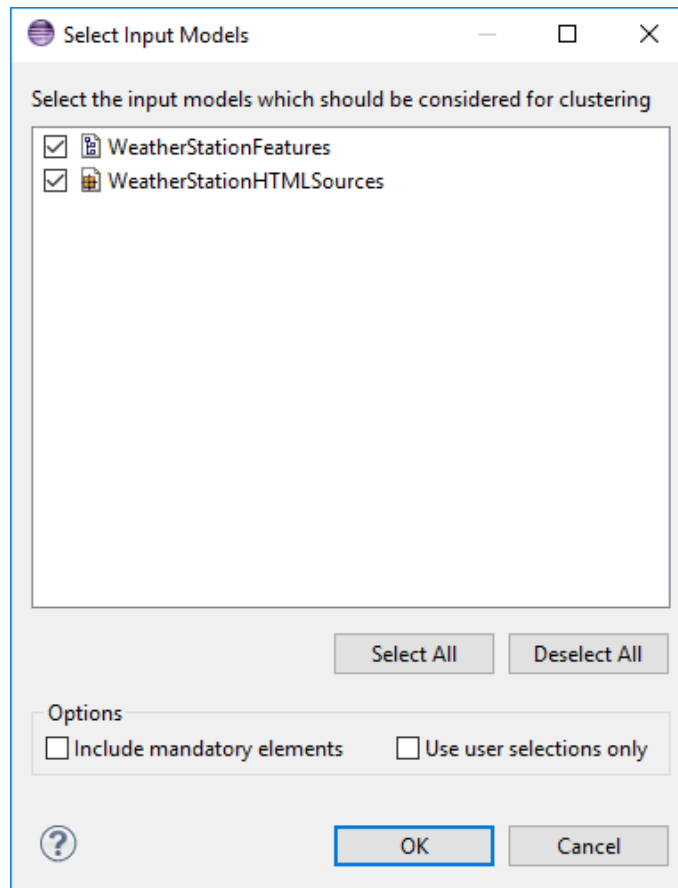 Select Input Models
Select the input models which should be considered for clustering
WeatherStationFeatures
WeatherStationHTMLSources
Select All Deselect All
Options
Include mandatory elements Use user selections only
? OK Cancel